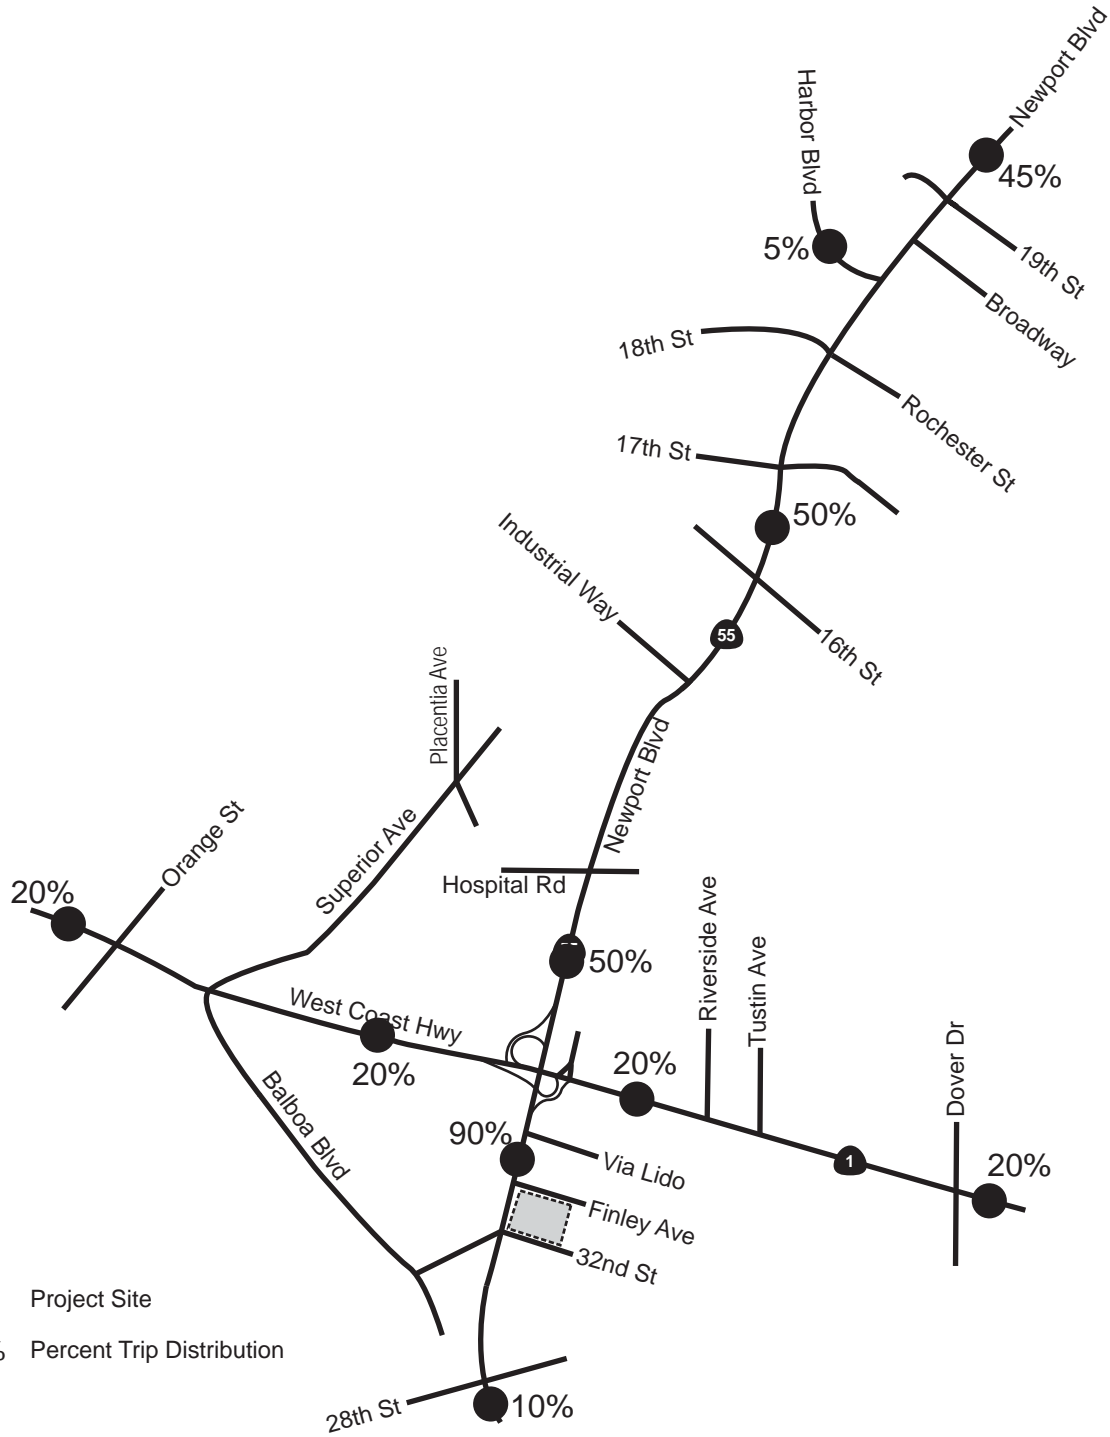 Newport Blvd
Harbor Blvd
45%
5%
19th St
Broadway
18th St
Rochester St
17th St
50%
Industrial Way
16th St
55
Placentia Ave
Newport Blvd
Orange St
Superior Ave
Hospital Rd
20%
50%
Riverside Ave
Tustin Ave
West Coast Hwy
20%
20%
Dover Dr
Balboa Blvd
90%
Via Lido
1
20%
Finley Ave
32nd St
Project Site
% Percent Trip Distribution
28th St
10%